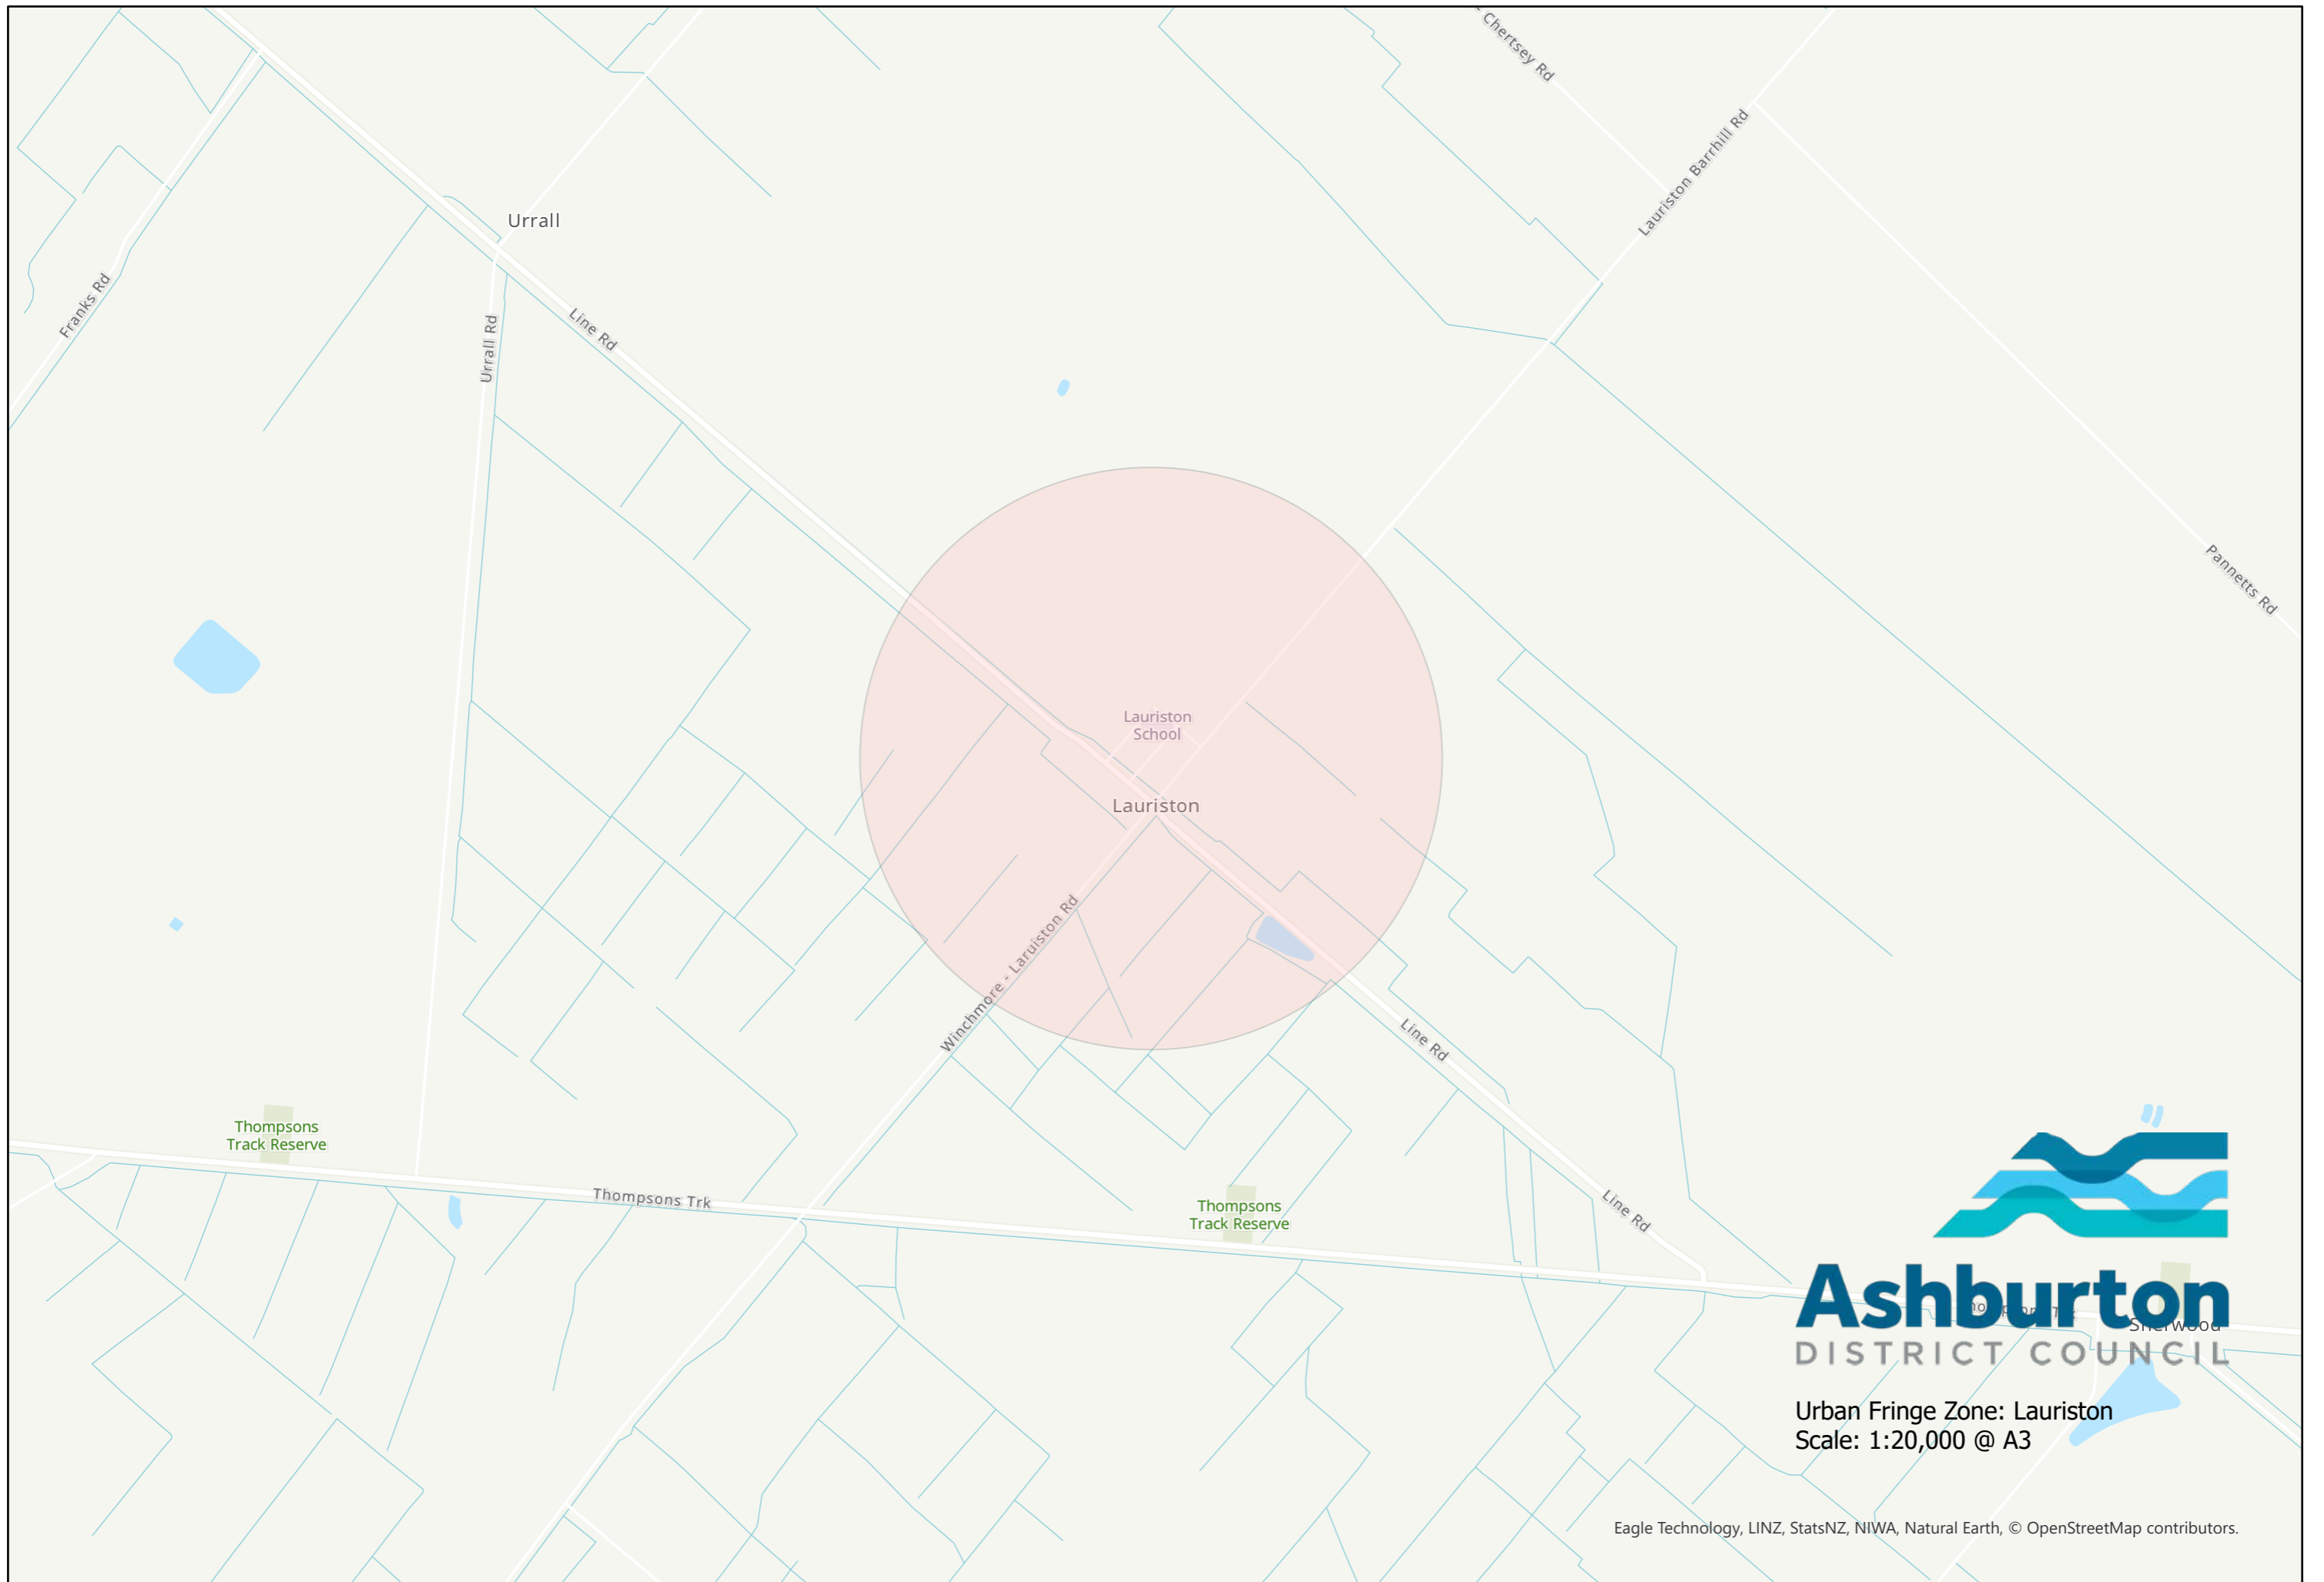 - Chertsey Rd
Lauriston Barrhill Rd
Urrall
Franks Rd
Urrall Rd
Line Rd
Pannetts Rd
Lauriston
School
Lauriston
Winchmore - Laruiston Rd
Line Rd
Thompsons
Track Reserve
Thompsons Trk
Thompsons
Track Reserve
Line Rd
Ashburton
Sherwood
DISTRICT COUNCIL
Urban Fringe Zone: Lauriston
Scale: 1:20,000 @ A3
Eagle Technology, LINZ, StatsNZ, NIWA, Natural Earth, © OpenStreetMap contributors.